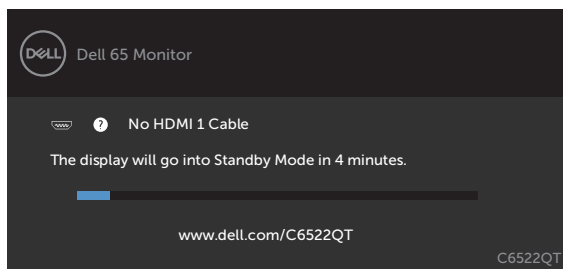 DELL
Dell 65 Monitor
? No HDMI 1 Cable
The display will go into Standby Mode in 4 minutes.
www.dell.com/C6522QT
C6522QT